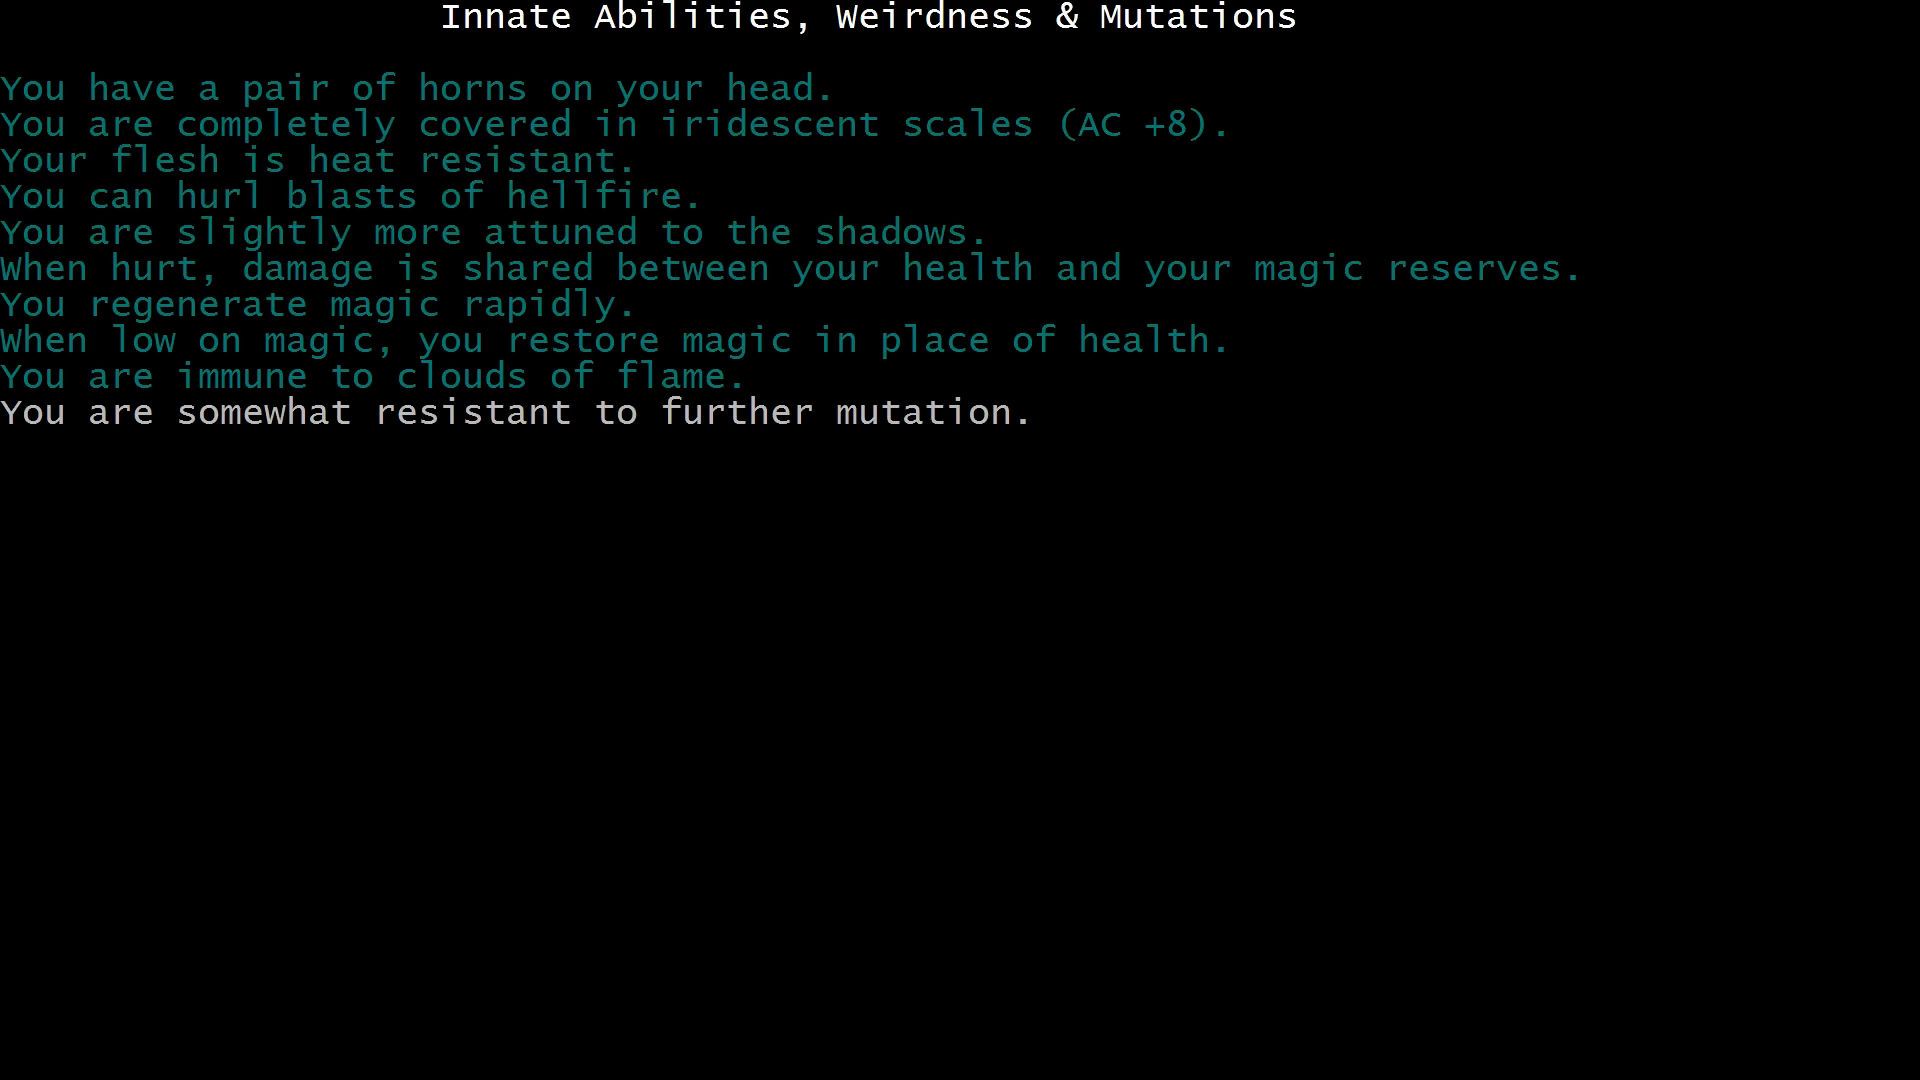 Innate Abilities, Weirdness & Mutations
You have a pair of horns on your head.
You are completely covered in iridescent scales (AC +8).
Your flesh is heat resistant.
You can hurl blasts of hellfire.
You are slightly more attuned to the shadows.
When hurt, damage is shared between your health and your magic reserves.
You regenerate magic rapidly.
When low on magic, you restore magic in place of health.
You are immune to clouds of flame.
You are somewhat resistant to further mutation.